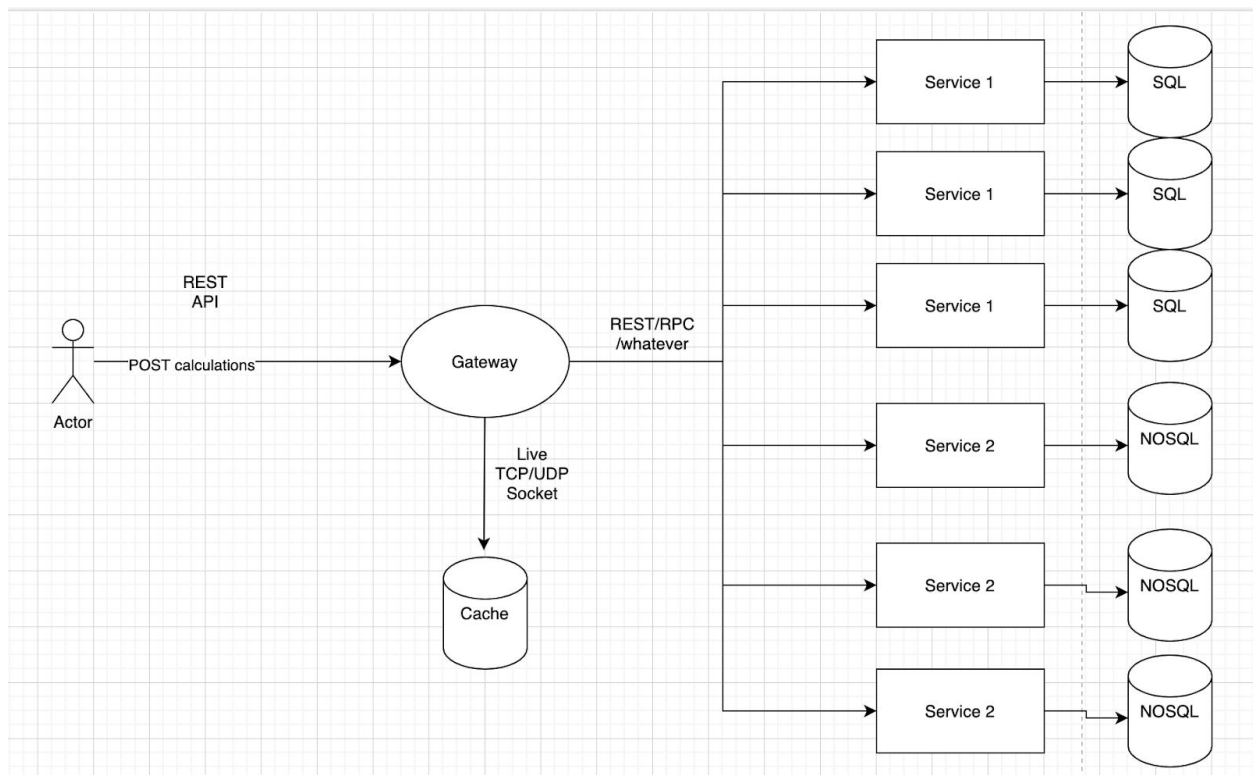 Service 1
SQL
Service 1
SQL
REST
API
Service 1
SQL
REST/RPC
/whatever
POST calculations
Gateway
Actor
Live
TCP/UDP
Socket
Service 2
NOSQL
Cache
Service 2
NOSQL
Service 2
NOSQL